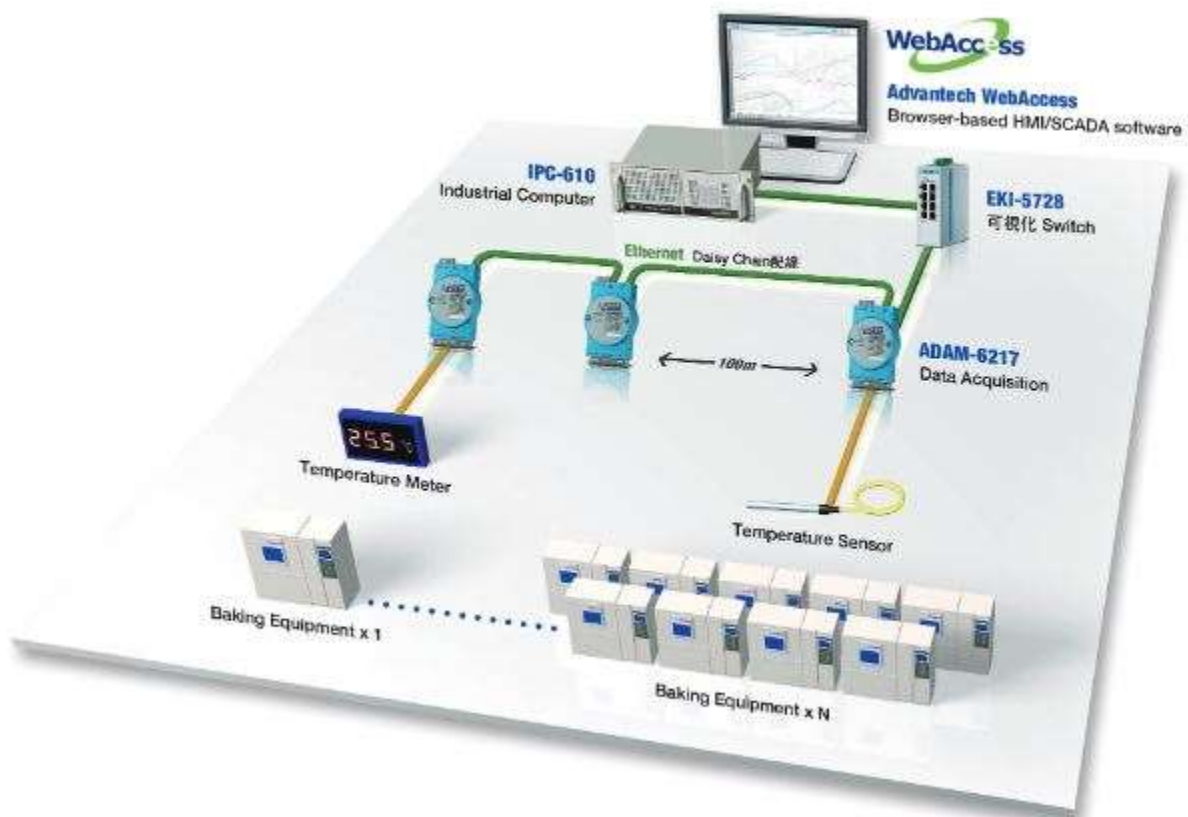 WebAccess
Advantech WebAccess
Browser-based HMI/SCADA software
IPC-610
Industrial Computer
EKI-5728
可視化 Switch
Ethernet Daisy Chain配線
100m
ADAM-6217
Data Acquisition
25.5 °C
Temperature Meter
Temperature Sensor
Baking Equipment x 1
Baking Equipment x N